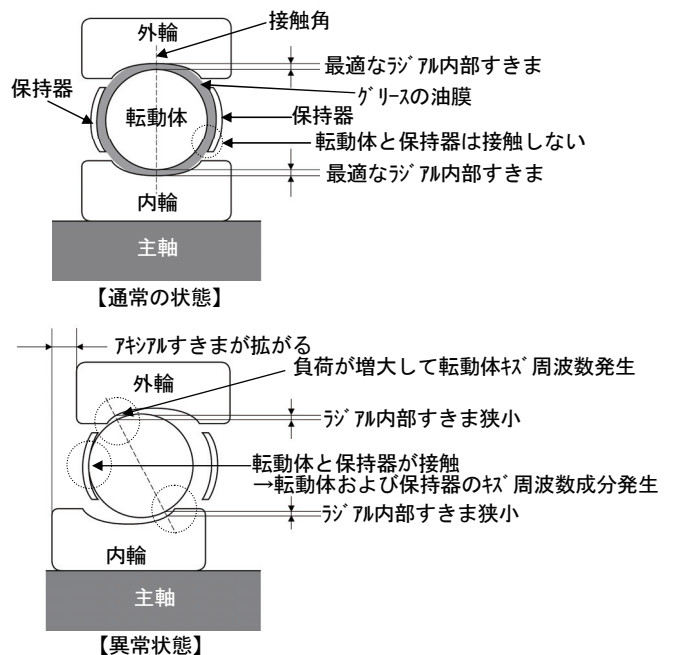 接触角
外輪
最適なﾗｼﾞｱﾙ内部すきま
ｸﾞﾘｰｽの油膜
保持器
保持器
転動体
転動体と保持器は接触しない
最適なﾗｼﾞｱﾙ内部すきま
内輪
主軸
【通常の状態】
ｱｷｼｱﾙすきまが拡がる
負荷が増大して転動体ｷｽﾞ周波数発生
外輪
ﾗｼﾞｱﾙ内部すきま狭小
転動体と保持器が接触
→転動体および保持器のｷｽﾞ周波数成分発生
ﾗｼﾞｱﾙ内部すきま狭小
内輪
主軸
【異常状態】